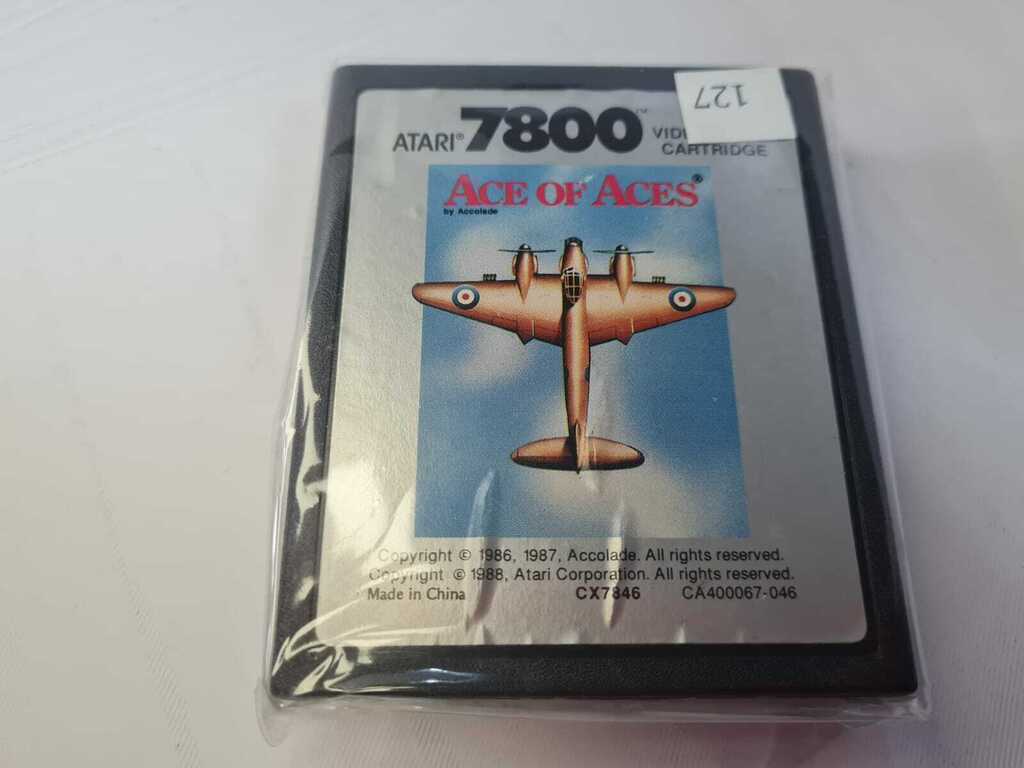 127
ATARI® 7800™ VID
CARTRIDGE
ACE OF ACES®
by Accolade
Copyright © 1986, 1987, Accolade. All rights reserved.
Copyright © 1988, Atari Corporation. All rights reserved.
Made in China CX7846 CA400067-046